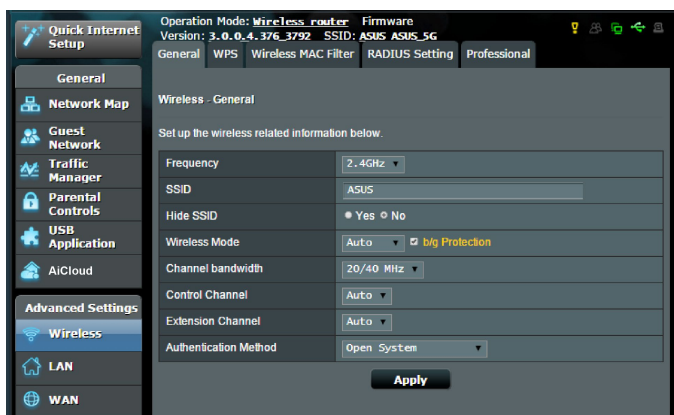 Quick Internet
Setup
Operation Mode: Wireless router Firmware
Version: 3.0.0.4.376_3792 SSID: ASUS ASUS_5G
General WPS Wireless MAC Filter RADIUS Setting Professional
General
Network Map
Guest
Network
Traffic
Manager
Parental
Controls
USB
Application
AiCloud
Advanced Settings
Wireless
LAN
WAN
Wireless - General
Set up the wireless related information below.
Frequency 2.4GHz
SSID ASUS
Hide SSID Yes No
Wireless Mode Auto b/g Protection
Channel bandwidth 20/40 MHz
Control Channel Auto
Extension Channel Auto
Authentication Method Open System
Apply